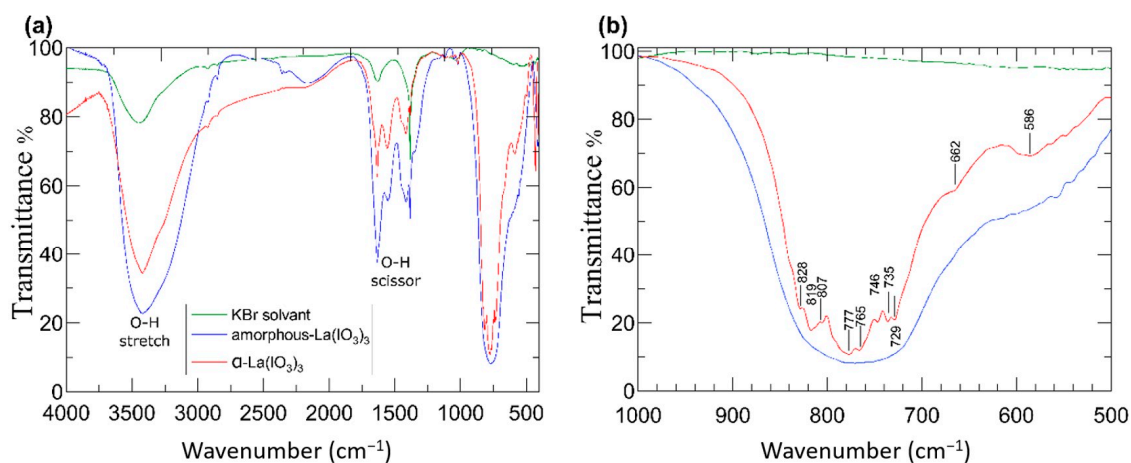 (a)
Transmittance %
100
80
60
40
20
0
O-H
stretch
O-H
scissor
KBr solvent
amorphous-La(IO₃)₃
α-La(IO₃)₃
4000 3500 3000 2500 2000 1500 1000 500
Wavenumber (cm⁻¹)
(b)
Transmittance %
100
80
60
40
20
0
828
819
807
777
765
746
735
729
662
586
1000 900 800 700 600 500
Wavenumber (cm⁻¹)